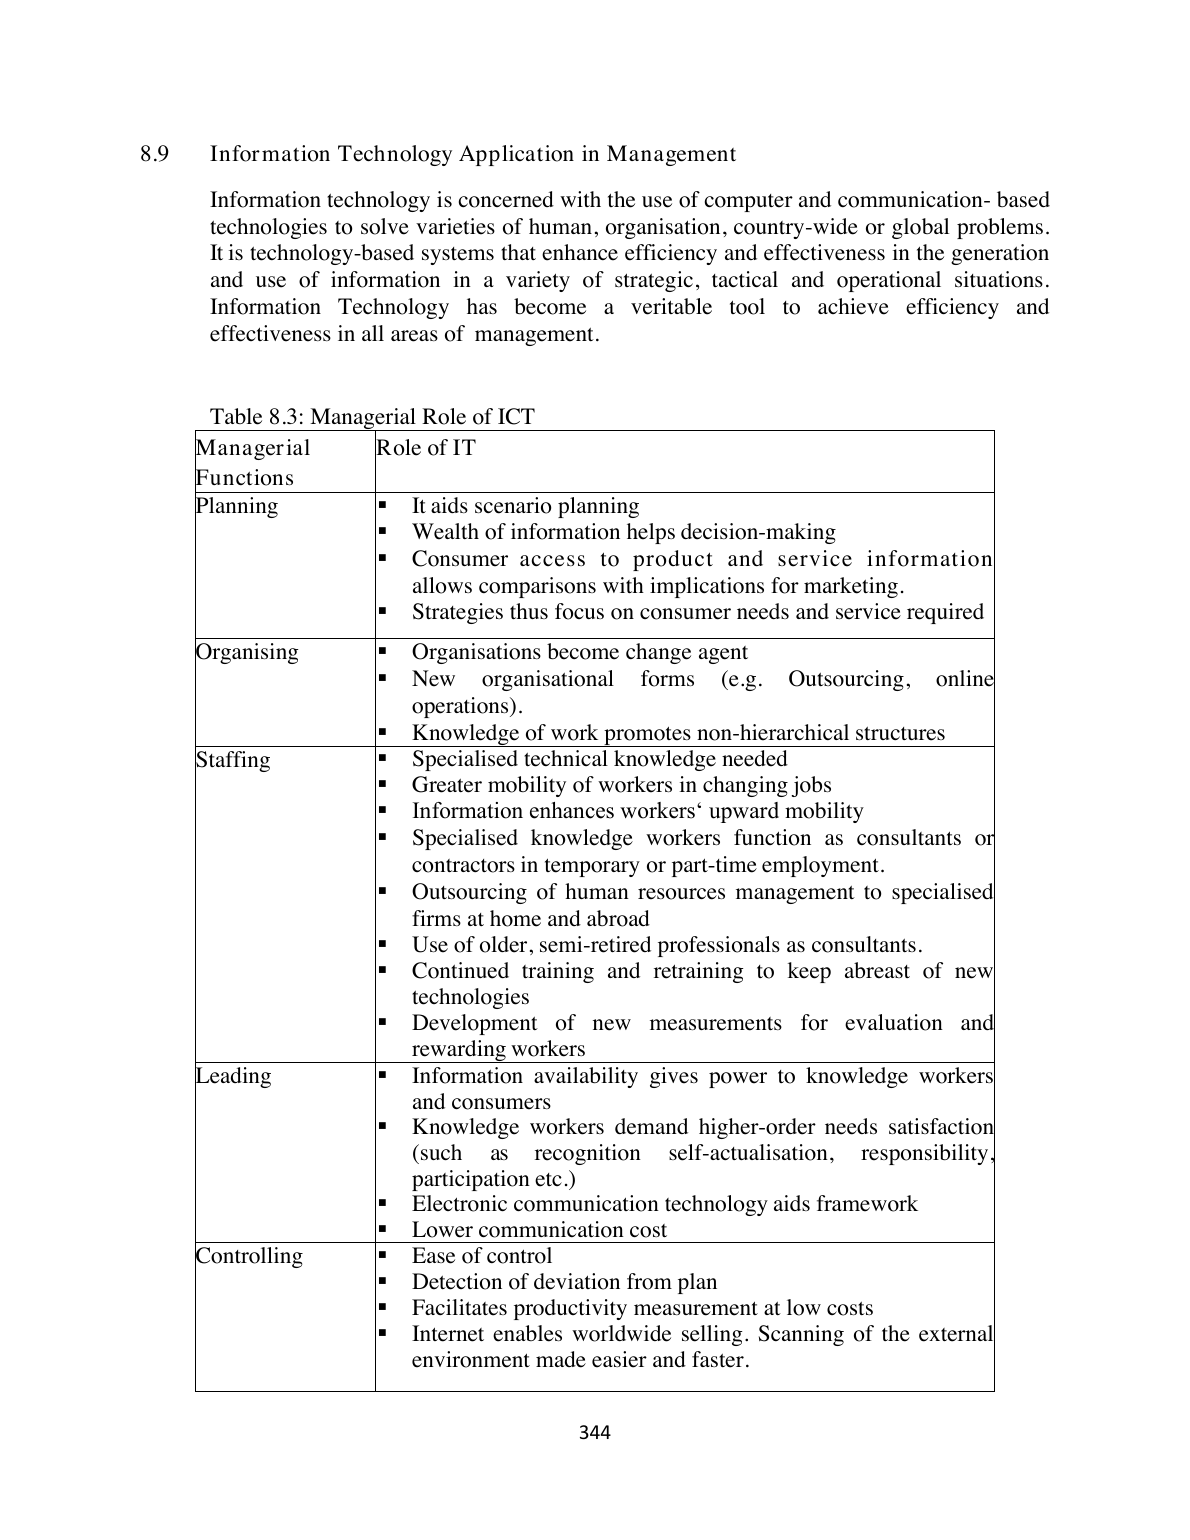 8.9 Information Technology Application in Management
Information technology is concerned with the use of computer and communication- based
technologies to solve varieties of human, organisation, country-wide or global problems.
It is technology-based systems that enhance efficiency and effectiveness in the generation
and use of information in a variety of strategic, tactical and operational situations.
Information Technology has become a veritable tool to achieve efficiency and
effectiveness in all areas of management.
Table 8.3: Managerial Role of ICT
Managerial
Functions
Role of IT
Planning
▪ It aids scenario planning
▪ Wealth of information helps decision-making
▪ Consumer access to product and service information
allows comparisons with implications for marketing.
▪ Strategies thus focus on consumer needs and service required
Organising
▪ Organisations become change agent
▪ New organisational forms (e.g. Outsourcing, online
operations).
▪ Knowledge of work promotes non-hierarchical structures
Staffing
▪ Specialised technical knowledge needed
▪ Greater mobility of workers in changing jobs
▪ Information enhances workers‘ upward mobility
▪ Specialised knowledge workers function as consultants or
contractors in temporary or part-time employment.
▪ Outsourcing of human resources management to specialised
firms at home and abroad
▪ Use of older, semi-retired professionals as consultants.
▪ Continued training and retraining to keep abreast of new
technologies
▪ Development of new measurements for evaluation and
rewarding workers
Leading
▪ Information availability gives power to knowledge workers
and consumers
▪ Knowledge workers demand higher-order needs satisfaction
(such as recognition self-actualisation, responsibility,
participation etc.)
▪ Electronic communication technology aids framework
▪ Lower communication cost
Controlling
▪ Ease of control
▪ Detection of deviation from plan
▪ Facilitates productivity measurement at low costs
▪ Internet enables worldwide selling. Scanning of the external
environment made easier and faster.
344